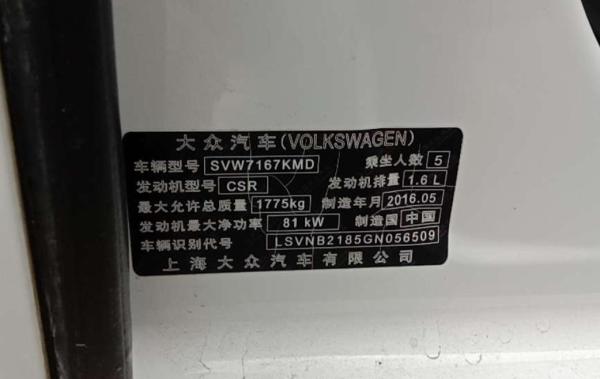 大众汽车(VOLKSWAGEN)
车辆型号 SVW7167KMD 乘坐人数 5
发动机型号 CSR 发动机排量 1.6 L
最大允许总质量 1775kg 制造年月 2016.05
发动机最大净功率 81 kW 制造国 中国
车辆识别代号 LSVNB2185GN056509
上海大众汽车有限公司